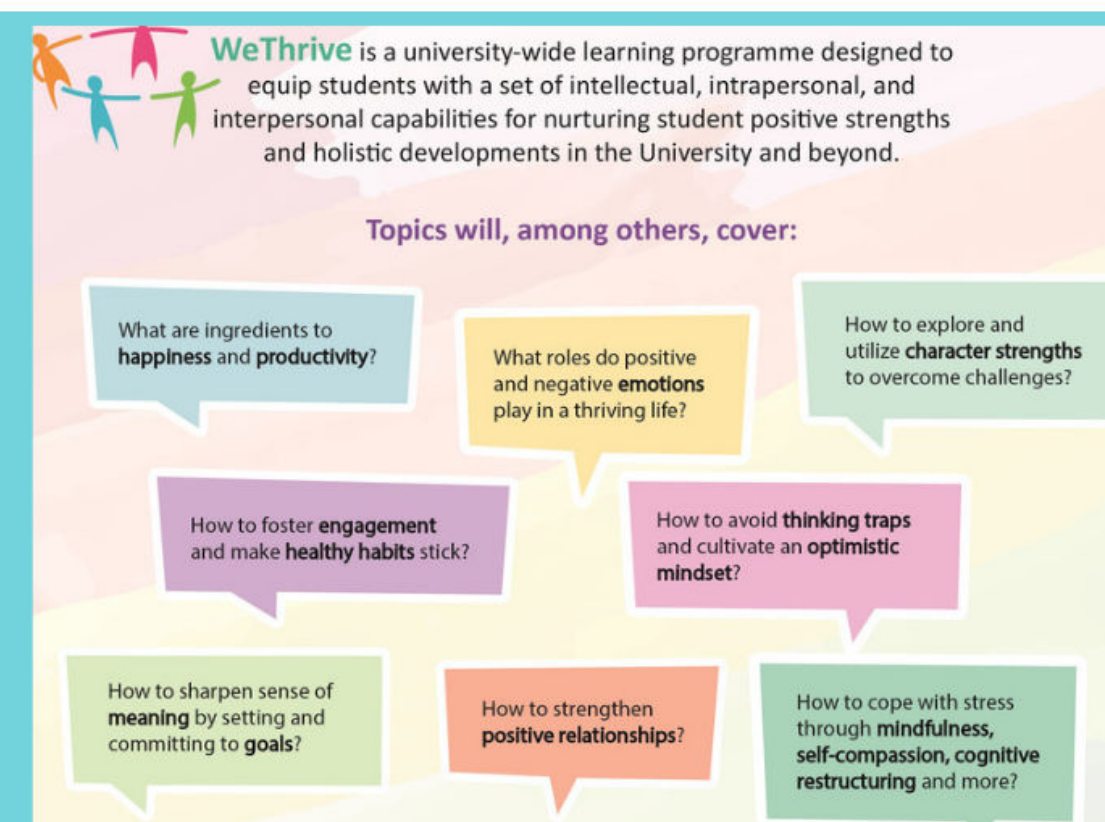 WeThrive is a university-wide learning programme designed to
equip students with a set of intellectual, intrapersonal, and
interpersonal capabilities for nurturing student positive strengths
and holistic developments in the University and beyond.
Topics will, among others, cover:
What are ingredients to
happiness and productivity?
What roles do positive
and negative emotions
play in a thriving life?
How to explore and
utilize character strengths
to overcome challenges?
How to foster engagement
and make healthy habits stick?
How to avoid thinking traps
and cultivate an optimistic
mindset?
How to sharpen sense of
meaning by setting and
committing to goals?
How to strengthen
positive relationships?
How to cope with stress
through mindfulness,
self-compassion, cognitive
restructuring and more?